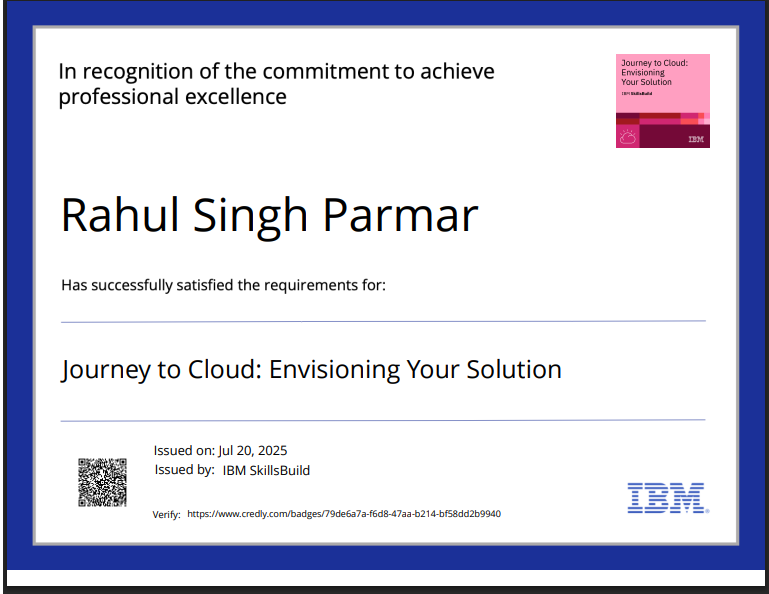 In recognition of the commitment to achieve
professional excellence
Journey to Cloud:
Envisioning
Your Solution
IBM SkillsBuild
IBM
Rahul Singh Parmar
Has successfully satisfied the requirements for:
Journey to Cloud: Envisioning Your Solution
Issued on: Jul 20, 2025
Issued by: IBM SkillsBuild
Verify: https://www.credly.com/badges/79de6a7a-f6d8-47aa-b214-bf58dd2b9940
IBM